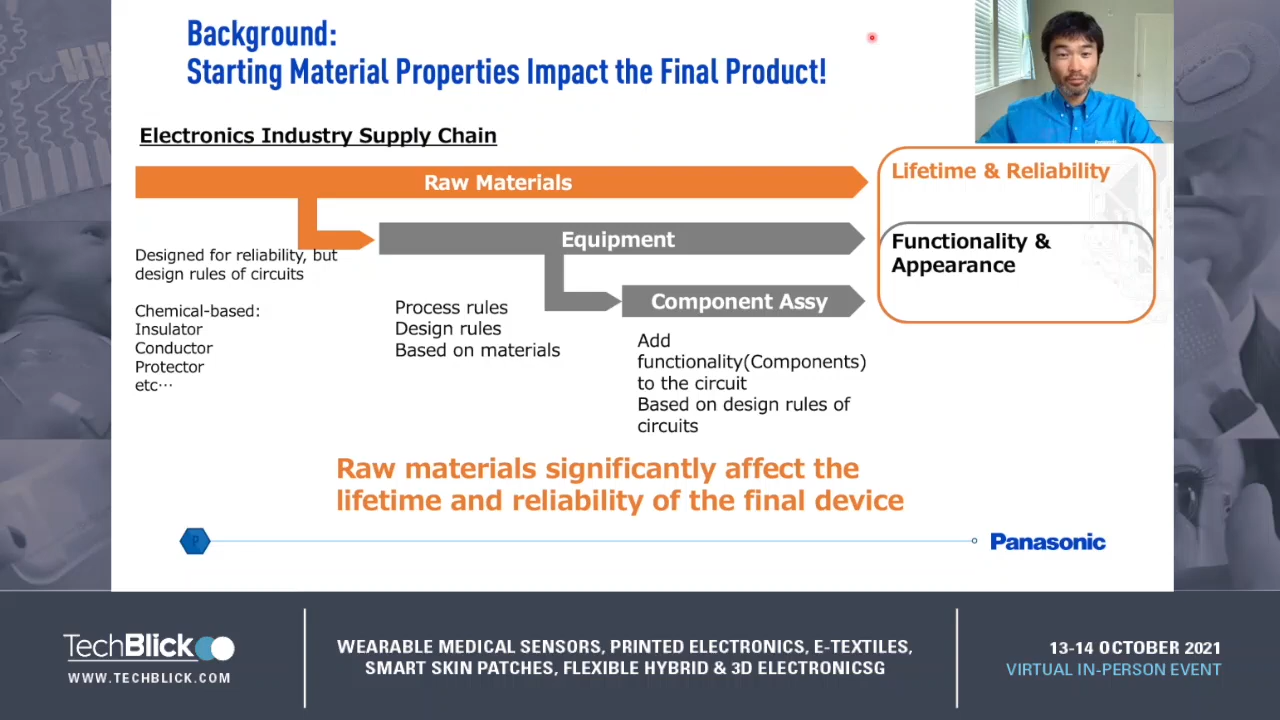 Background:
Starting Material Properties Impact the Final Product!
Electronics Industry Supply Chain
Raw Materials
Lifetime & Reliability
Equipment
Functionality &
Appearance
Designed for reliability, but
design rules of circuits
Chemical-based:
Insulator
Conductor
Protector
etc…
Process rules
Design rules
Based on materials
Component Assy
Add
functionality(Components)
to the circuit
Based on design rules of
circuits
Raw materials significantly affect the
lifetime and reliability of the final device
Panasonic
TechBlick
WWW.TECHBLICK.COM
WEARABLE MEDICAL SENSORS, PRINTED ELECTRONICS, E-TEXTILES,
SMART SKIN PATCHES, FLEXIBLE HYBRID & 3D ELECTRONICSG
13-14 OCTOBER 2021
VIRTUAL IN-PERSON EVENT